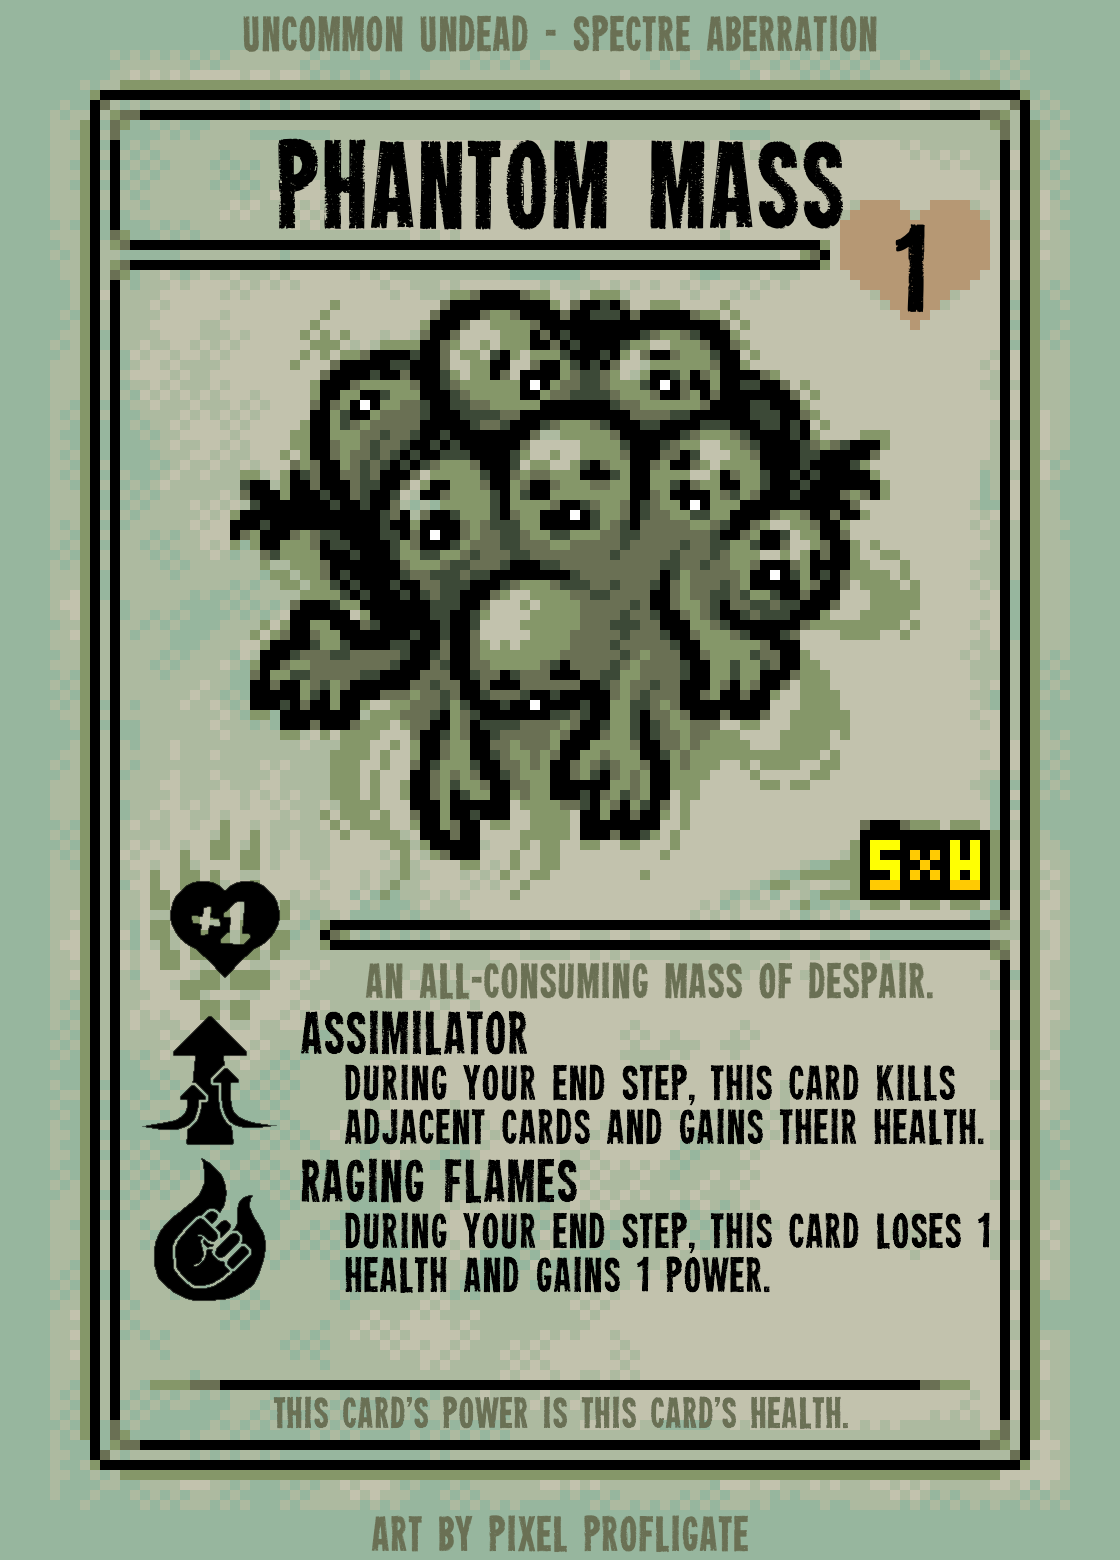 UNCOMMON UNDEAD - SPECTRE ABERRATION
PHANTOM MASS
1
+1
AN ALL-CONSUMING MASS OF DESPAIR.
ASSIMILATOR
DURING YOUR END STEP, THIS CARD KILLS
ADJACENT CARDS AND GAINS THEIR HEALTH.
RAGING FLAMES
DURING YOUR END STEP, THIS CARD LOSES 1
HEALTH AND GAINS 1 POWER.
THIS CARD'S POWER IS THIS CARD'S HEALTH.
ART BY PIXEL PROFLIGATE